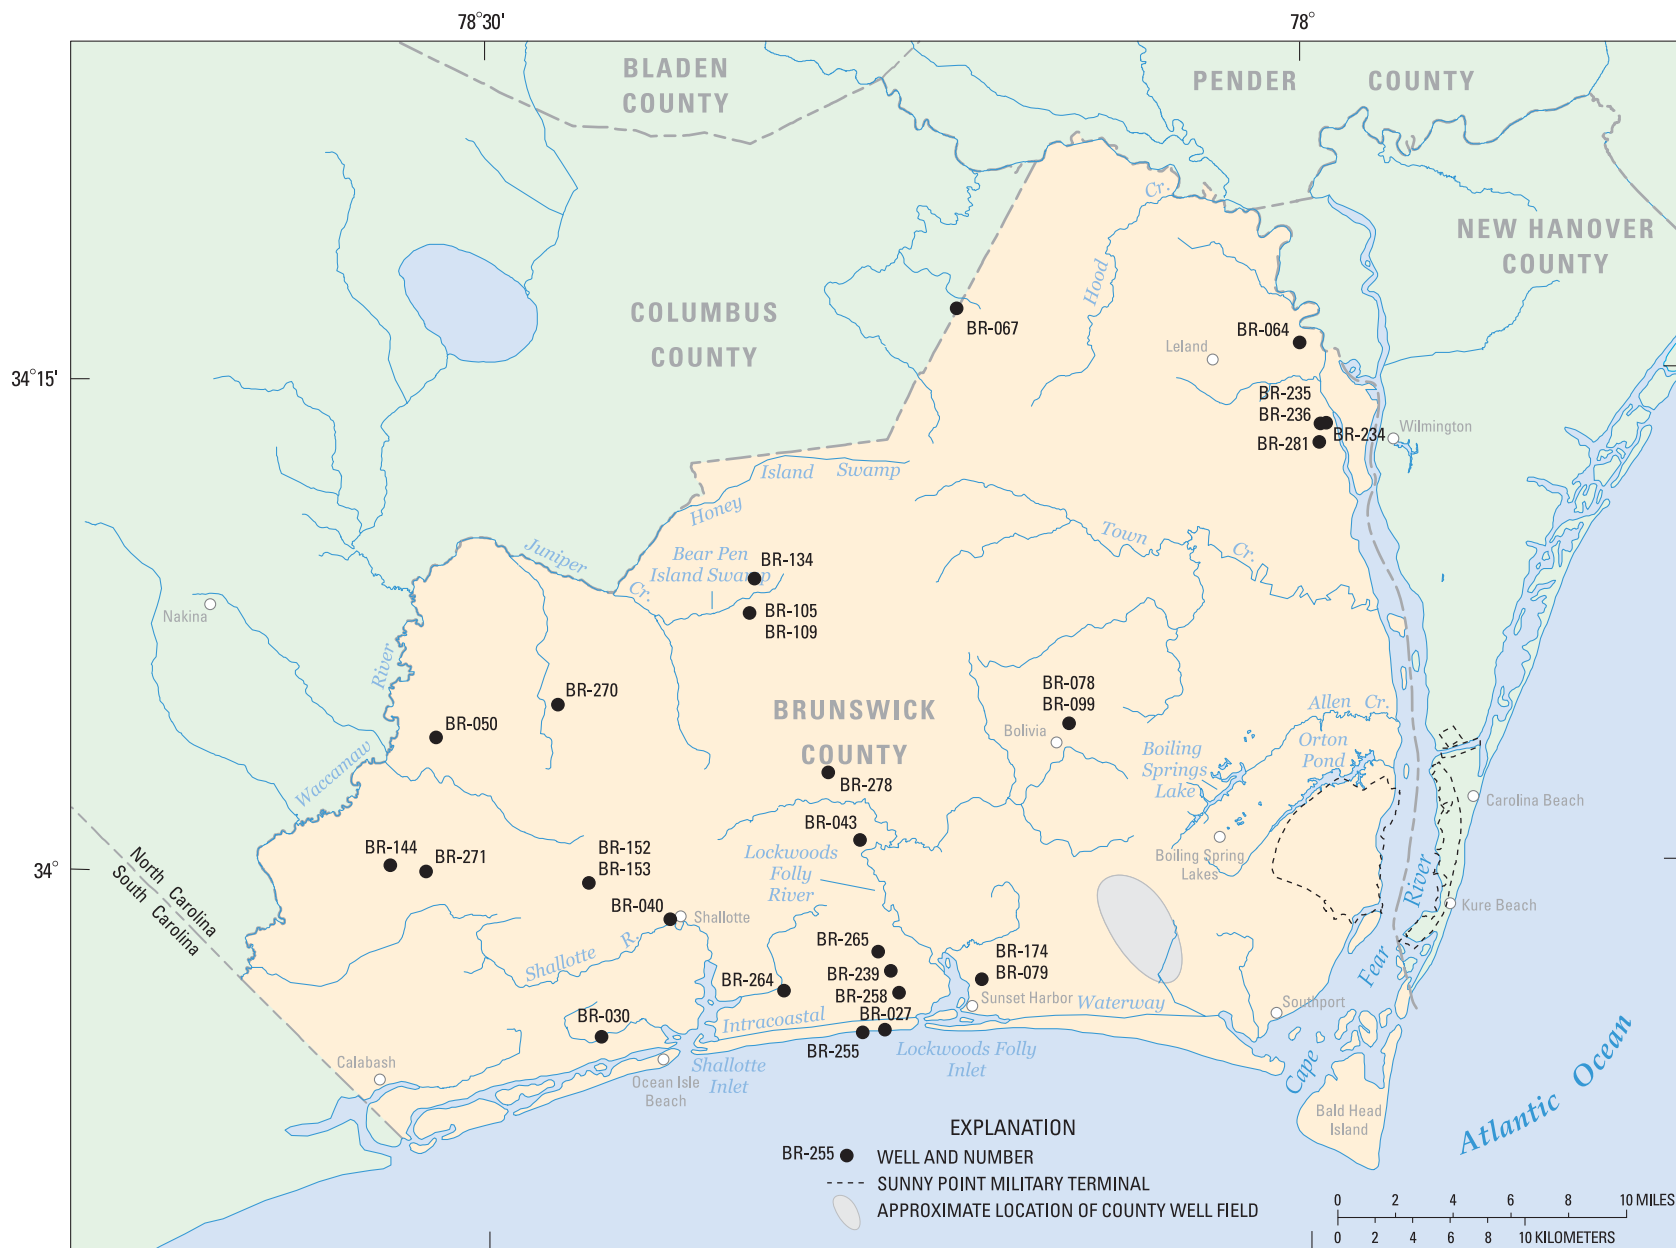 78°30'
78°
BLADEN
COUNTY
PENDER COUNTY
NEW HANOVER
COUNTY
Cr.
Hood
COLUMBUS
COUNTY
BR-067
BR-064
Leland
34°15'
BR-235
BR-236
BR-234
BR-281
Wilmington
Island Swamp
Honey
Town
Cr.
Juniper
Cr.
Bear Pen
Island Swamp
BR-134
BR-105
BR-109
Nakina
River
Waccamaw
BR-270
BR-050
BRUNSWICK
COUNTY
BR-078
BR-099
Bolivia
Allen Cr.
Orton
Pond
Boiling
Springs
Lake
BR-278
Carolina Beach
BR-043
Lockwoods
Folly
River
Boiling Spring
Lakes
34°
BR-144
BR-271
BR-152
BR-153
North Carolina
South Carolina
BR-040
Shallotte
Shallotte R.
River
Kure Beach
BR-265
BR-239
BR-258
BR-264
BR-174
BR-079
Sunset Harbor
Waterway
Southport
Fear
Intracoastal
BR-027
BR-030
BR-255
Lockwoods Folly
Inlet
Shallotte
Inlet
Calabash
Ocean Isle
Beach
Cape
Bald Head
Island
Atlantic Ocean
EXPLANATION
BR-255 WELL AND NUMBER
SUNNY POINT MILITARY TERMINAL
APPROXIMATE LOCATION OF COUNTY WELL FIELD
0 2 4 6 8 10 MILES
0 2 4 6 8 10 KILOMETERS